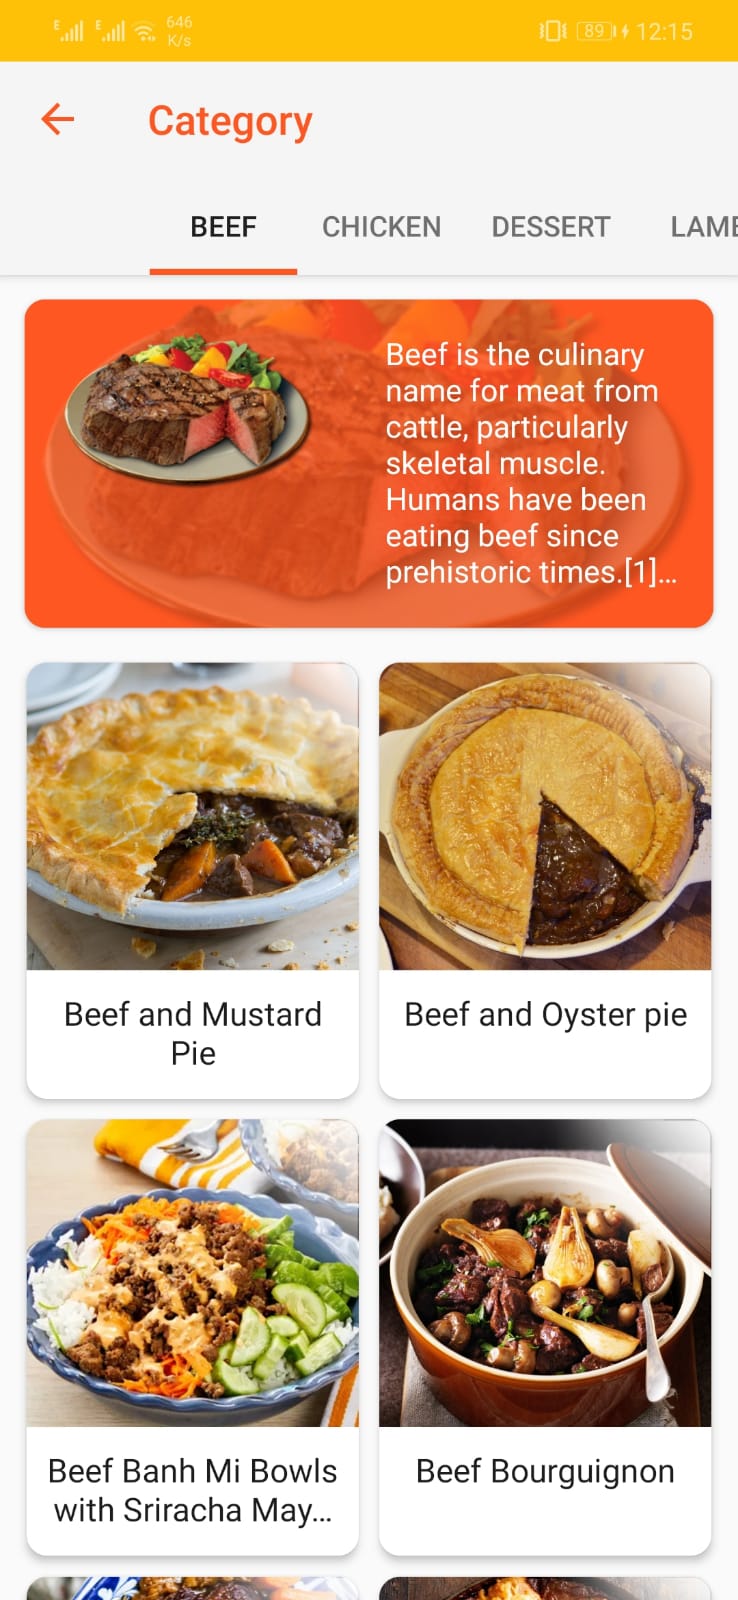 E E 646 K/s 89 12:15
Category
BEEF CHICKEN DESSERT LAMB
Beef is the culinary
name for meat from
cattle, particularly
skeletal muscle.
Humans have been
eating beef since
prehistoric times.[1]...
Beef and Mustard
Pie
Beef and Oyster pie
Beef Banh Mi Bowls
with Sriracha May...
Beef Bourguignon